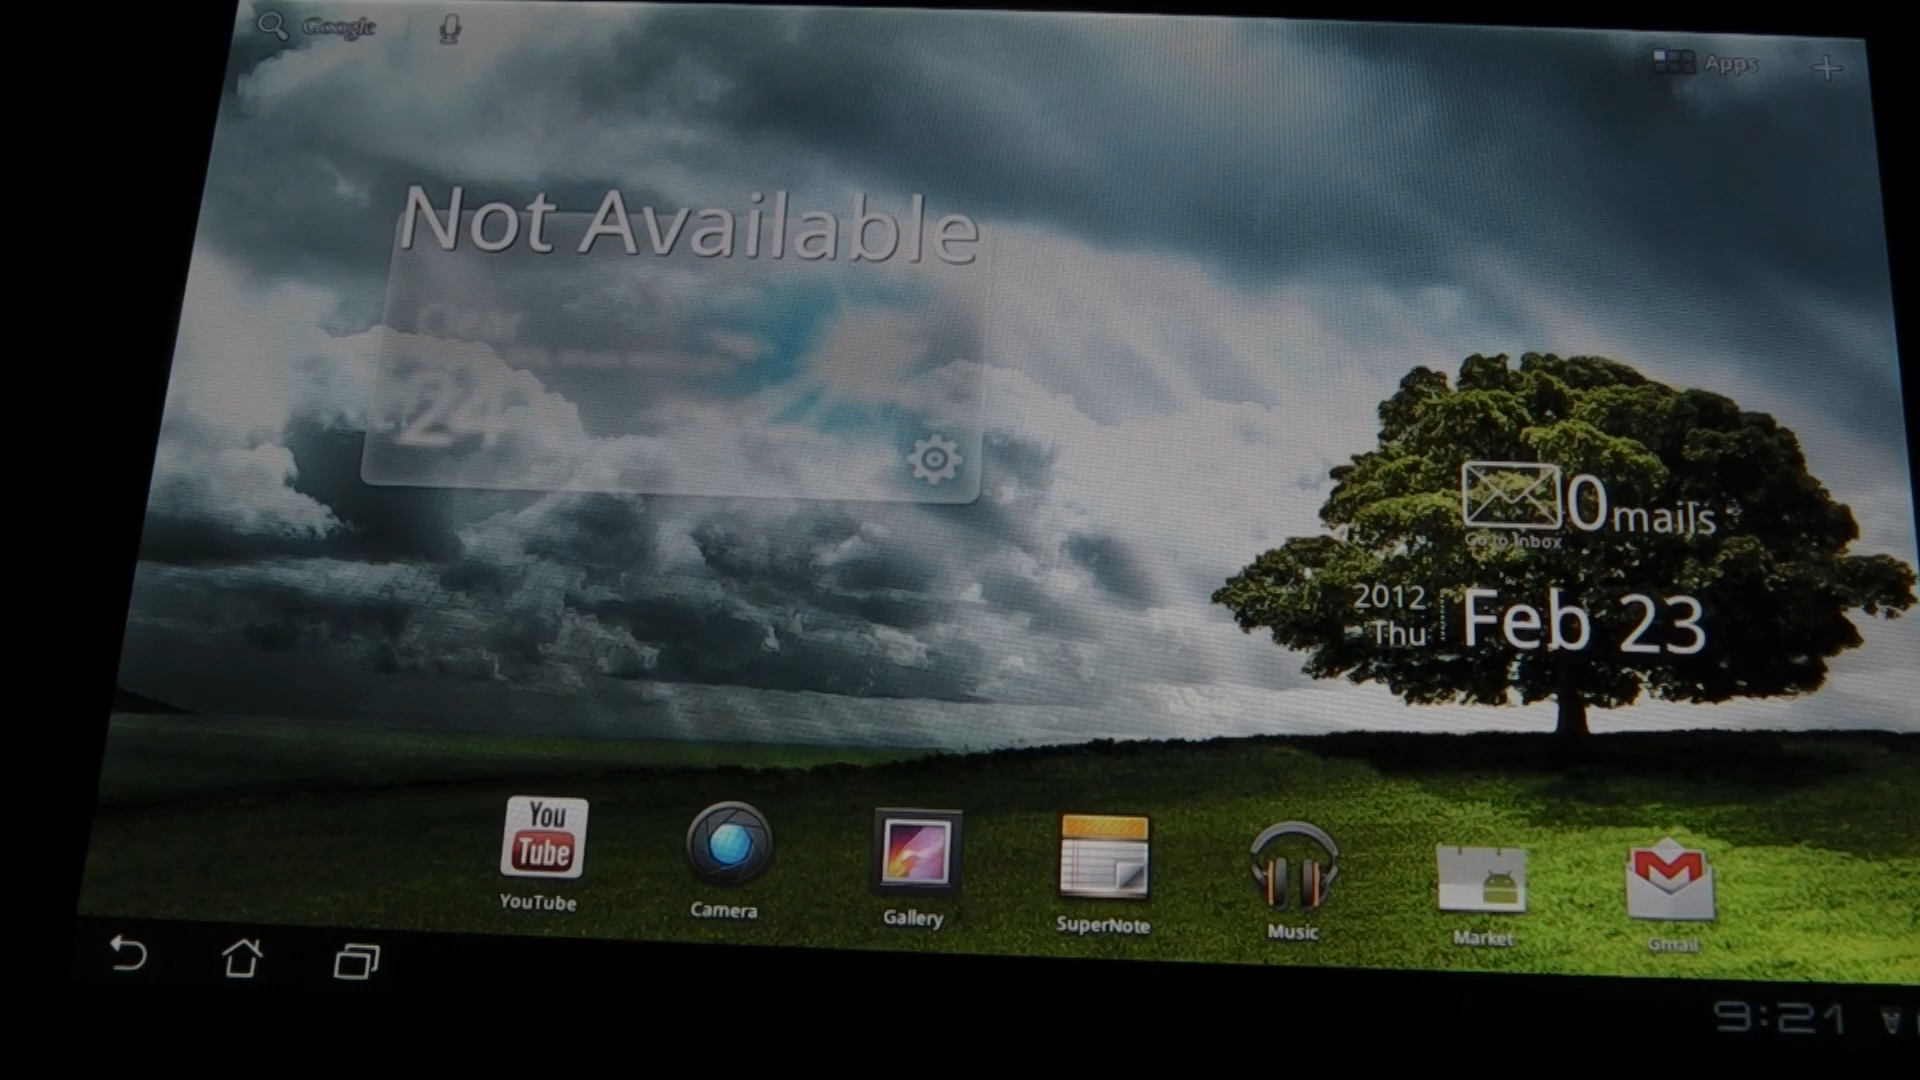 Google
Apps
Not Available
Clear
24
0mails
Go to Inbox
2012
Thu
Feb 23
You
Tube
YouTube
Camera
Gallery
SuperNote
Music
Market
Gmail
9:21